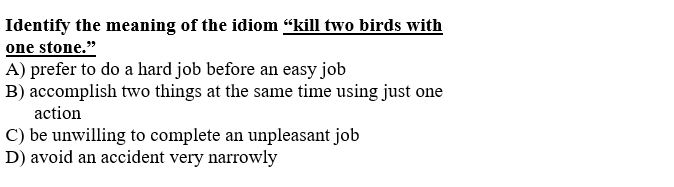 Identify the meaning of the idiom “kill two birds with
one stone.”
A) prefer to do a hard job before an easy job
B) accomplish two things at the same time using just one
action
C) be unwilling to complete an unpleasant job
D) avoid an accident very narrowly